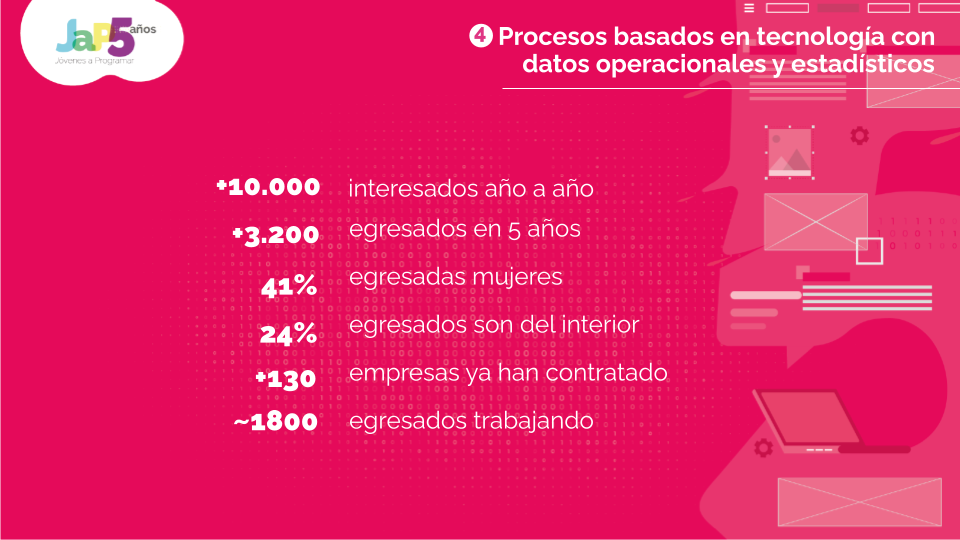 JaP5 años
Jóvenes a Programar
4 Procesos basados en tecnología con
datos operacionales y estadísticos
+10.000 interesados año a año
+3.200 egresados en 5 años
41% egresadas mujeres
24% egresados son del interior
+130 empresas ya han contratado
~1800 egresados trabajando